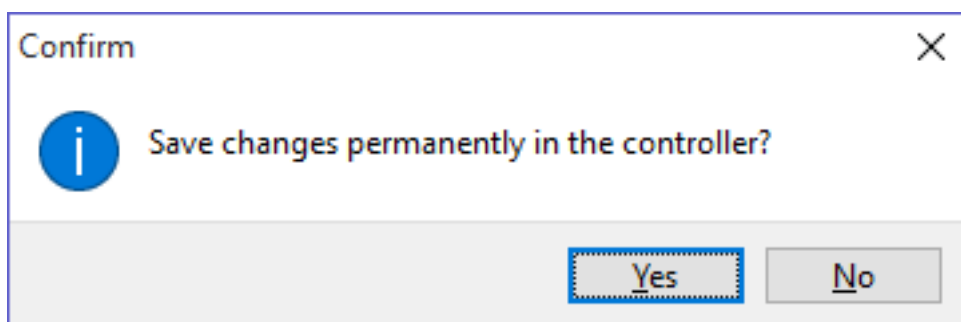 Confirm
Save changes permanently in the controller?
Yes
No